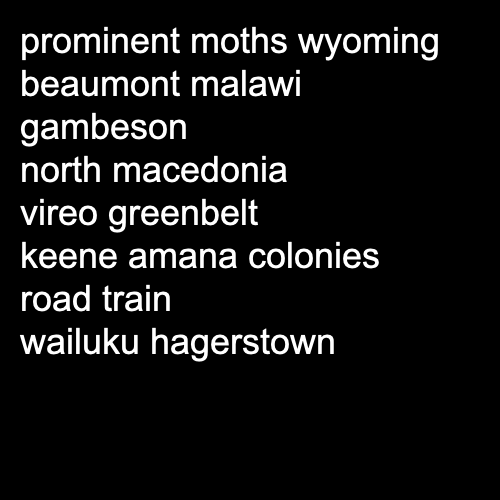 prominent moths wyoming
beaumont malawi
gambeson
north macedonia
vireo greenbelt
keene amana colonies
road train
wailuku hagerstown